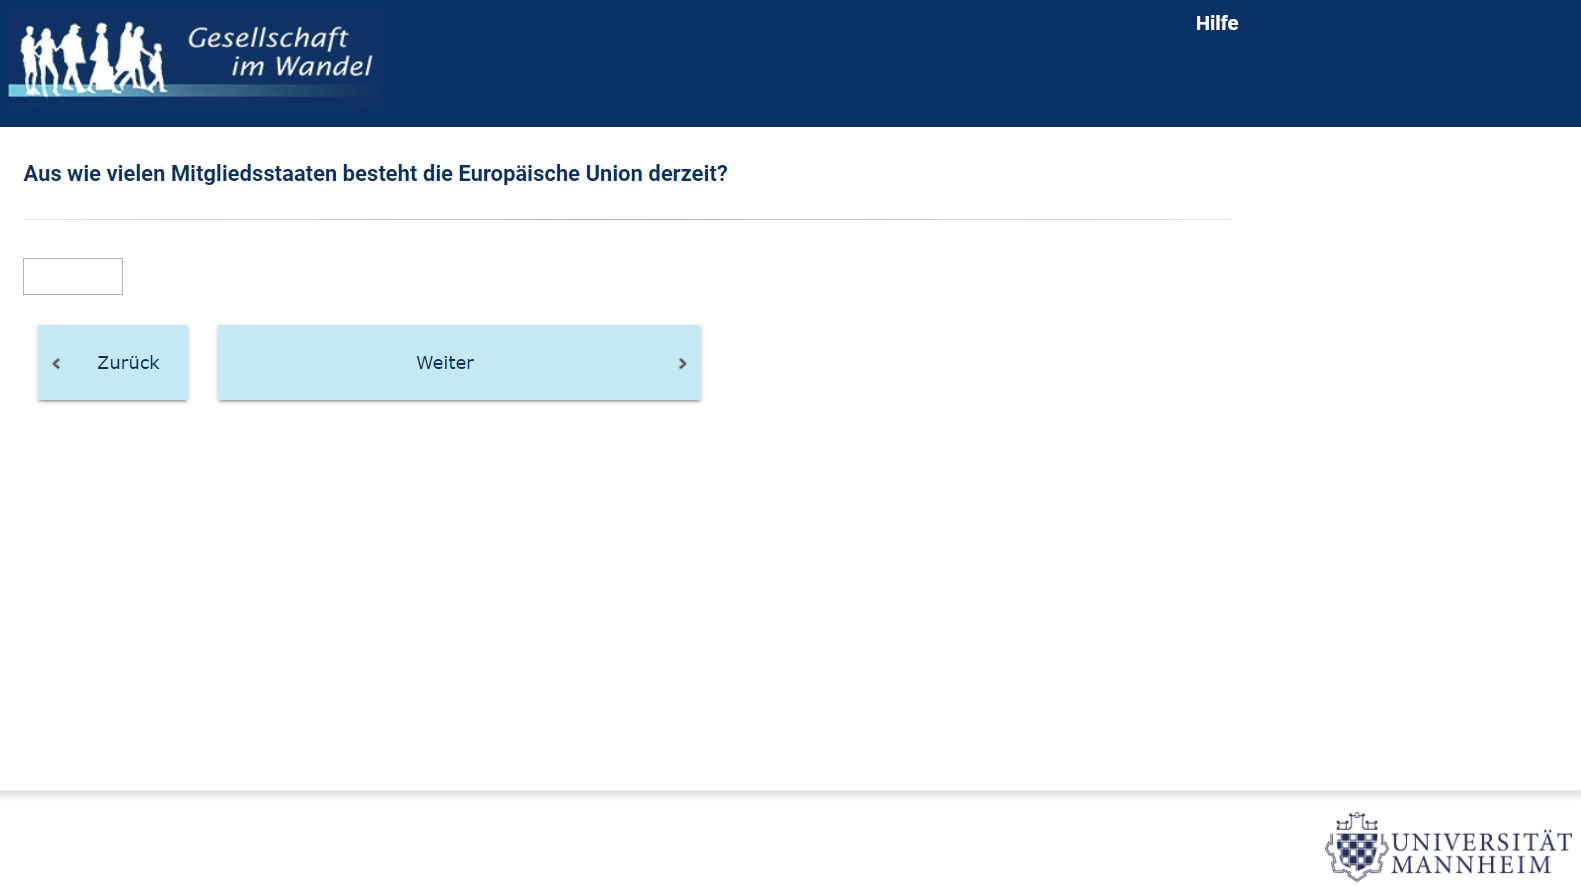 Gesellschaft
im Wandel
Hilfe
Aus wie vielen Mitgliedsstaaten besteht die Europäische Union derzeit?
Zurück
Weiter
UNIVERSITÄT
MANNHEIM